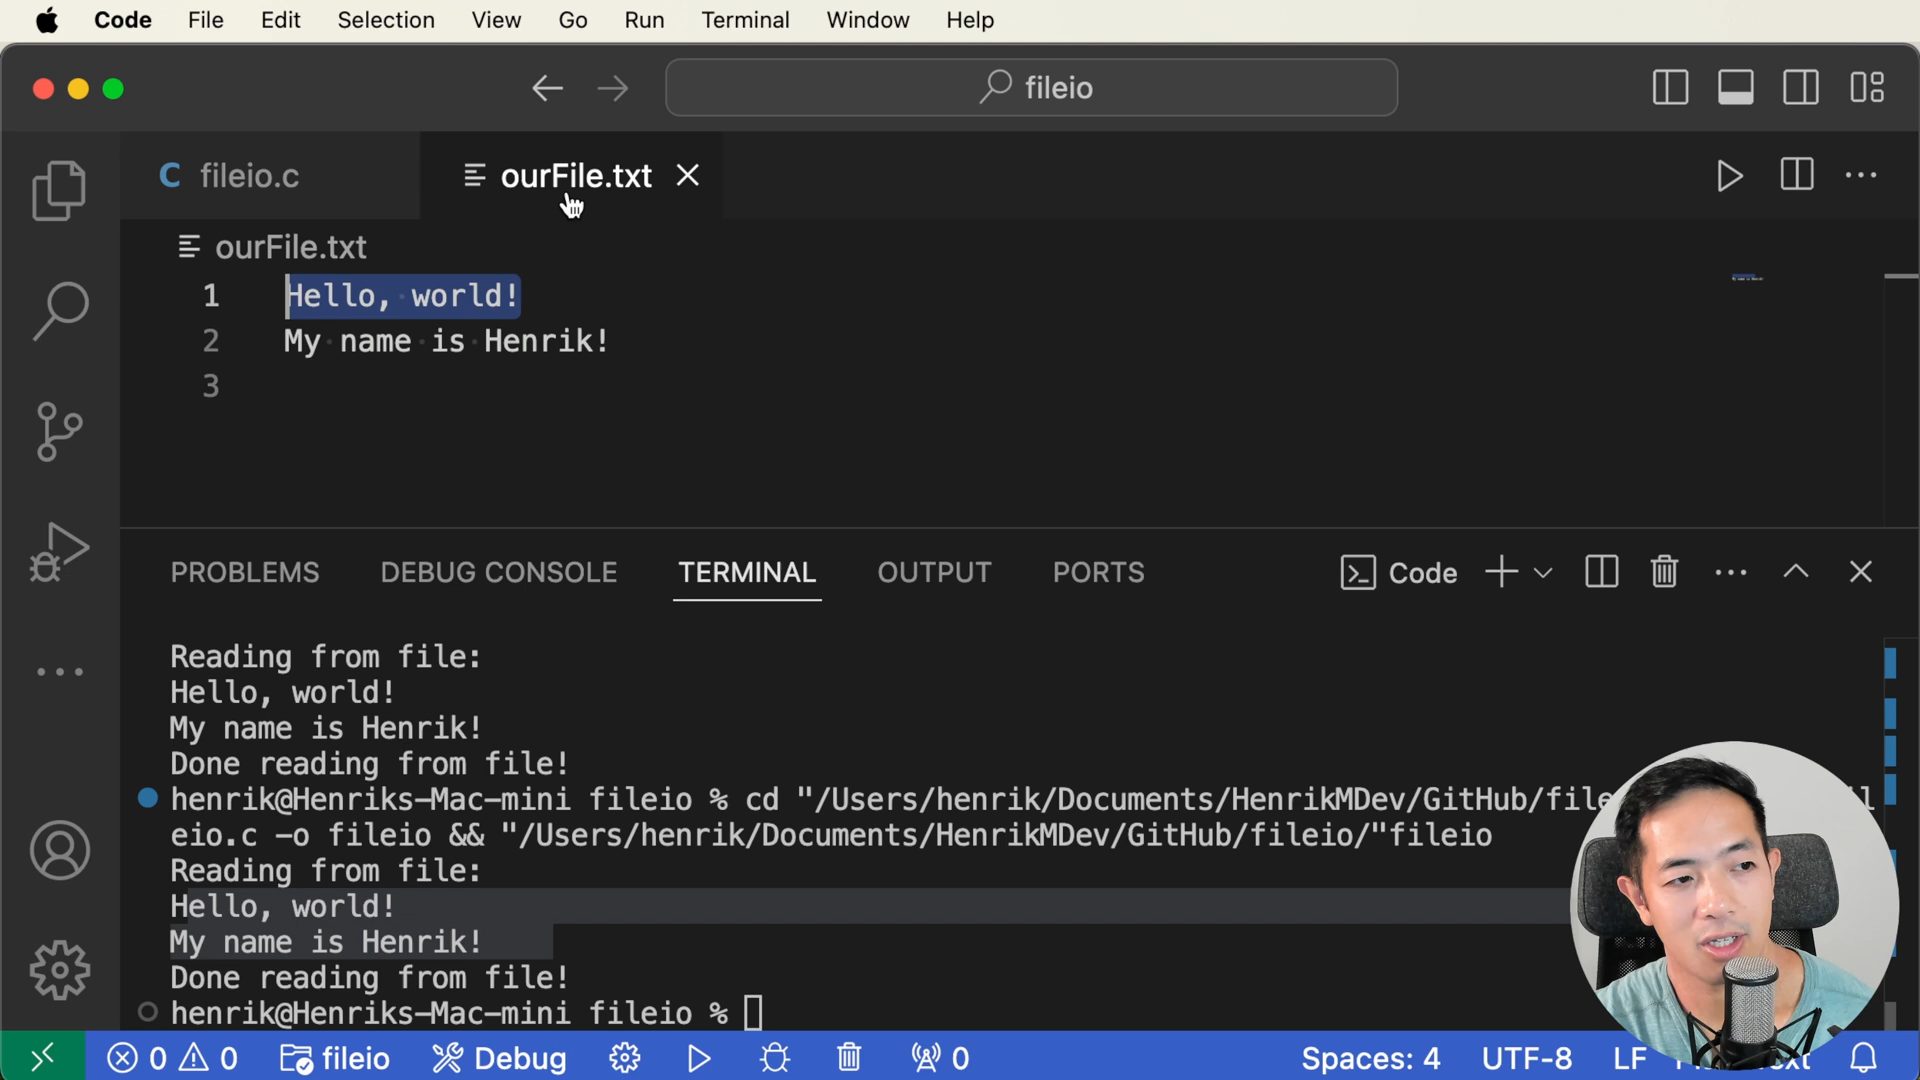 Code File Edit Selection View Go Run Terminal Window Help
fileio
C fileio.c ourFile.txt
ourFile.txt
1 Hello, world!
2 My name is Henrik!
3
PROBLEMS DEBUG CONSOLE TERMINAL OUTPUT PORTS Code
Reading from file:
Hello, world!
My name is Henrik!
Done reading from file!
henrik@Henriks-Mac-mini fileio % cd "/Users/henrik/Documents/HenrikMDev/GitHub/file
eio.c -o fileio && "/Users/henrik/Documents/HenrikMDev/GitHub/fileio/"fileio
Reading from file:
Hello, world!
My name is Henrik!
Done reading from file!
henrik@Henriks-Mac-mini fileio %
0 0 fileio Debug 0 Spaces: 4 UTF-8 LF